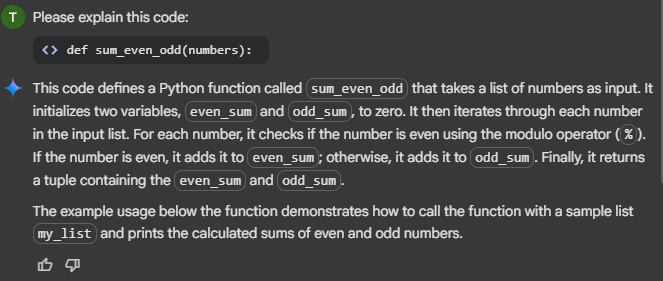 T Please explain this code:
<> def sum_even_odd(numbers):
This code defines a Python function called sum_even_odd that takes a list of numbers as input. It
initializes two variables, even_sum and odd_sum, to zero. It then iterates through each number
in the input list. For each number, it checks if the number is even using the modulo operator (%).
If the number is even, it adds it to even_sum; otherwise, it adds it to odd_sum. Finally, it returns
a tuple containing the even_sum and odd_sum.
The example usage below the function demonstrates how to call the function with a sample list
my_list and prints the calculated sums of even and odd numbers.